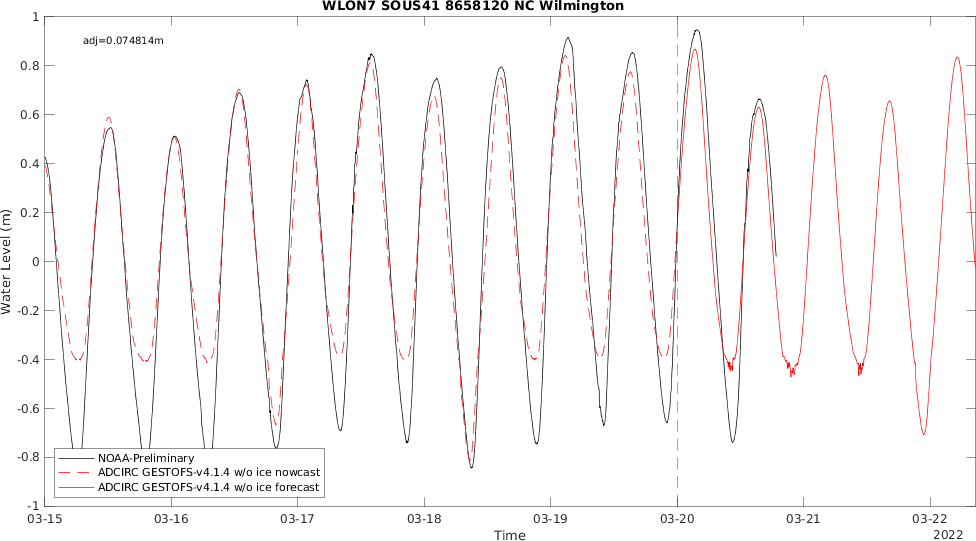 WLON7 SOUS41 8658120 NC Wilmington
adj=0.074814m
1
0.8
0.6
0.4
0.2
0
-0.2
-0.4
-0.6
-0.8
-1
Water Level (m)
NOAA-Preliminary
ADCIRC GESTOFS-v4.1.4 w/o ice nowcast
ADCIRC GESTOFS-v4.1.4 w/o ice forecast
03-15 03-16 03-17 03-18 03-19 03-20 03-21 03-22
Time
2022